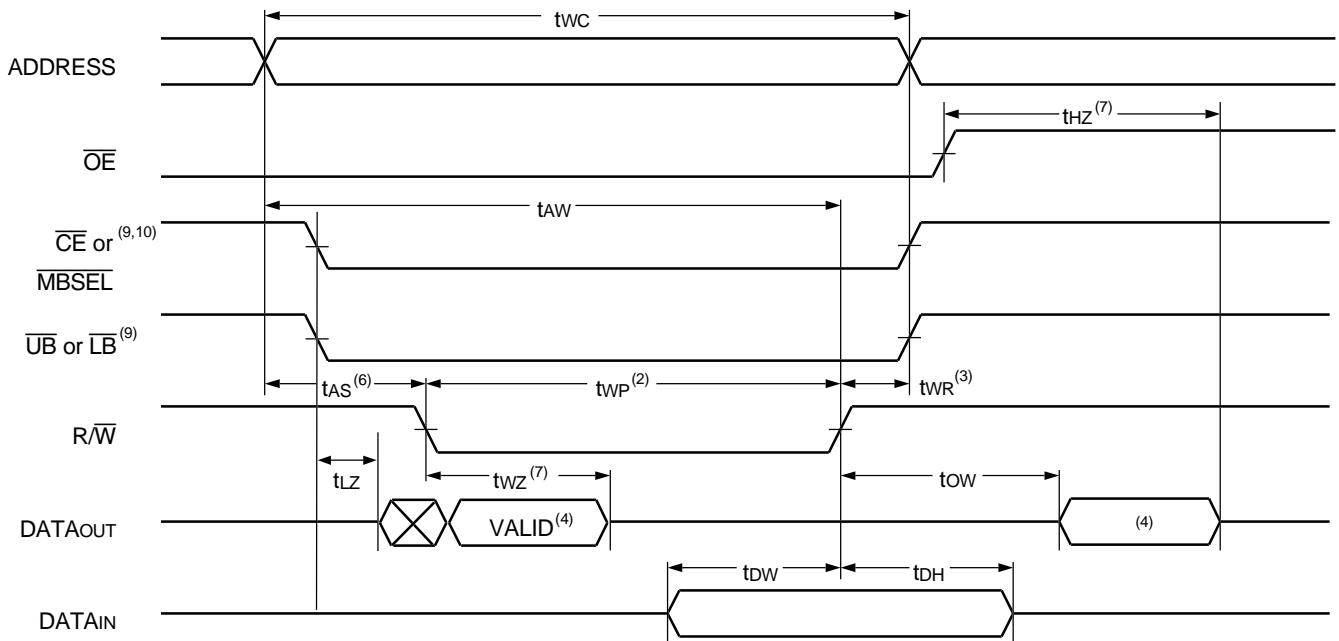 tWC
ADDRESS
tHZ(7)
OE
tAW
CE or (9,10)
MBSEL
UB or LB(9)
tAS(6) tWP(2) tWR(3)
R/W
tLZ tWZ(7) tOW
DATAOUT VALID(4) (4)
tDW tDH
DATAIN